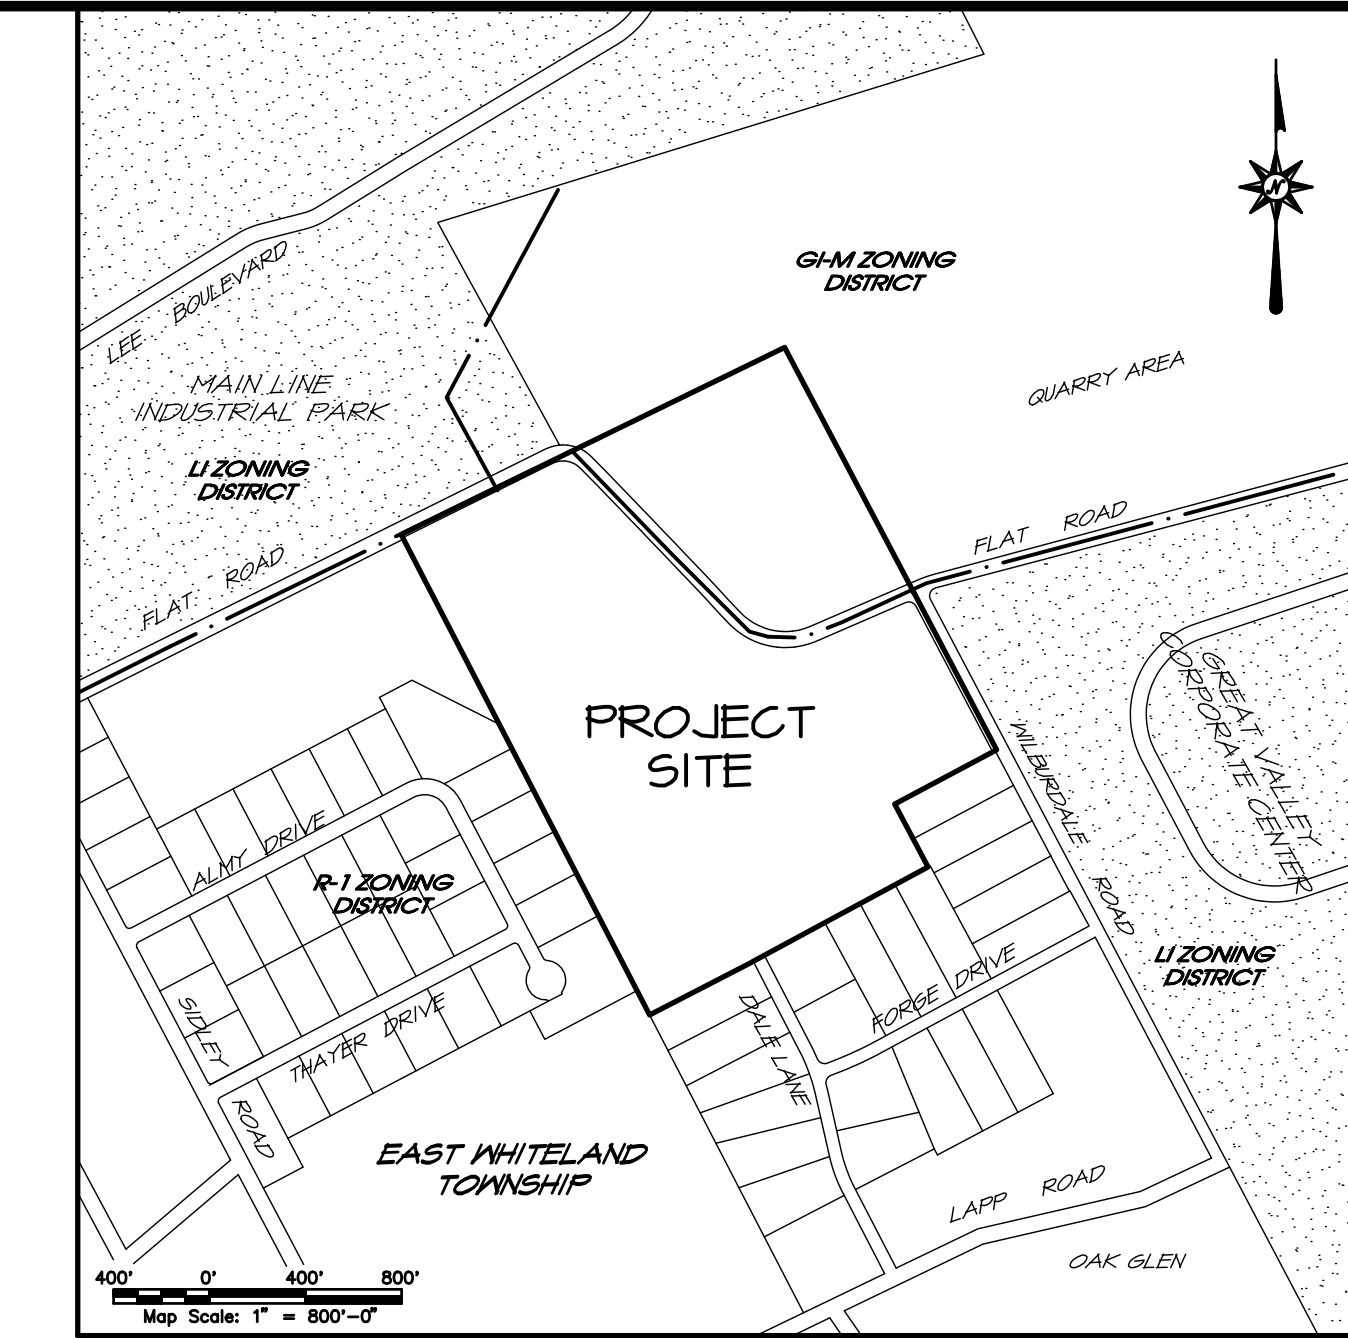 N
GI-M ZONING
DISTRICT
LEE BOULEVARD
MAIN LINE
INDUSTRIAL PARK
QUARRY AREA
LI ZONING
DISTRICT
FLAT ROAD
FLAT ROAD
GREAT VALLEY
CORPORATE CENTER
PROJECT
SITE
WILBURDALE ROAD
ALMY DRIVE
R-1 ZONING
DISTRICT
LI ZONING
DISTRICT
SIDLEY ROAD
THAYER DRIVE
DALE LANE
FORGE DRIVE
EAST WHITELAND
TOWNSHIP
LAPP ROAD
OAK GLEN
400' 0' 400' 800'
Map Scale: 1" = 800'-0"